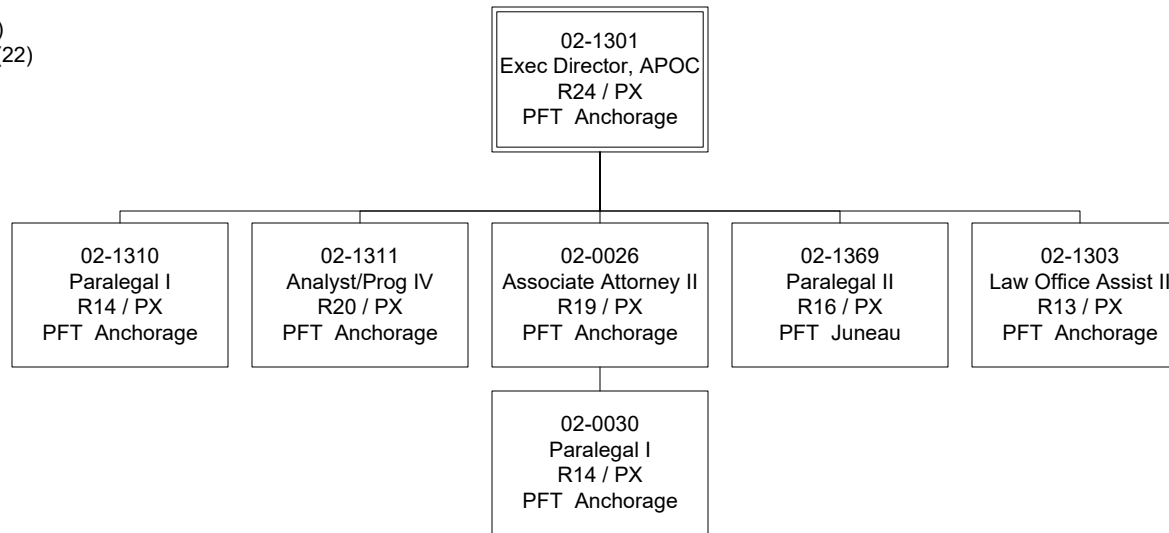 )
(22)
02-1301
Exec Director, APOC
R24 / PX
PFT Anchorage
02-1310
Paralegal I
R14 / PX
PFT Anchorage
02-1311
Analyst/Prog IV
R20 / PX
PFT Anchorage
02-0026
Associate Attorney II
R19 / PX
PFT Anchorage
02-1369
Paralegal II
R16 / PX
PFT Juneau
02-1303
Law Office Assist II
R13 / PX
PFT Anchorage
02-0030
Paralegal I
R14 / PX
PFT Anchorage